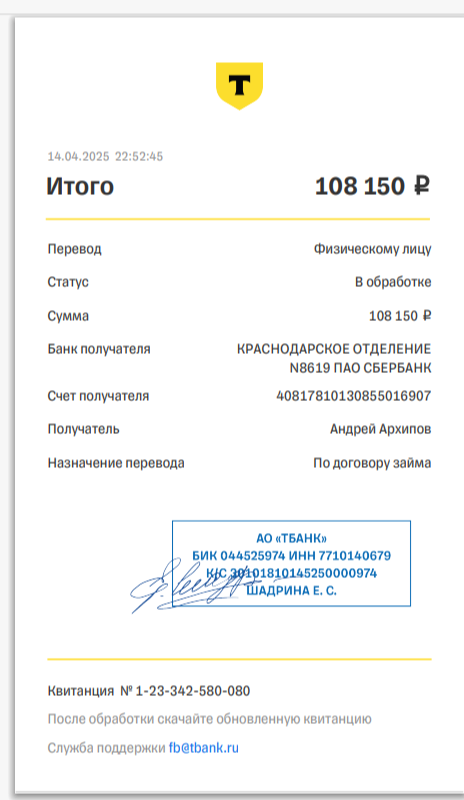 Т
14.04.2025 22:52:45
Итого 108 150 ₽
Перевод Физическому лицу
Статус В обработке
Сумма 108 150 ₽
Банк получателя КРАСНОДАРСКОЕ ОТДЕЛЕНИЕ
N8619 ПАО СБЕРБАНК
Счет получателя 40817810130855016907
Получатель Андрей Архипов
Назначение перевода По договору займа
АО «ТБАНК»
БИК 044525974 ИНН 7710140679
К/С 30101810145250000974
ШАДРИНА Е. С.
Квитанция № 1-23-342-580-080
После обработки скачайте обновленную квитанцию
Служба поддержки fb@tbank.ru